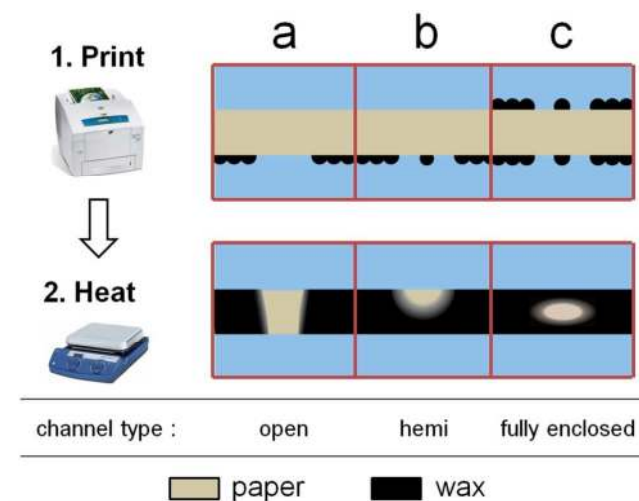 a b c
1. Print
2. Heat
channel type : open hemi fully enclosed
paper wax